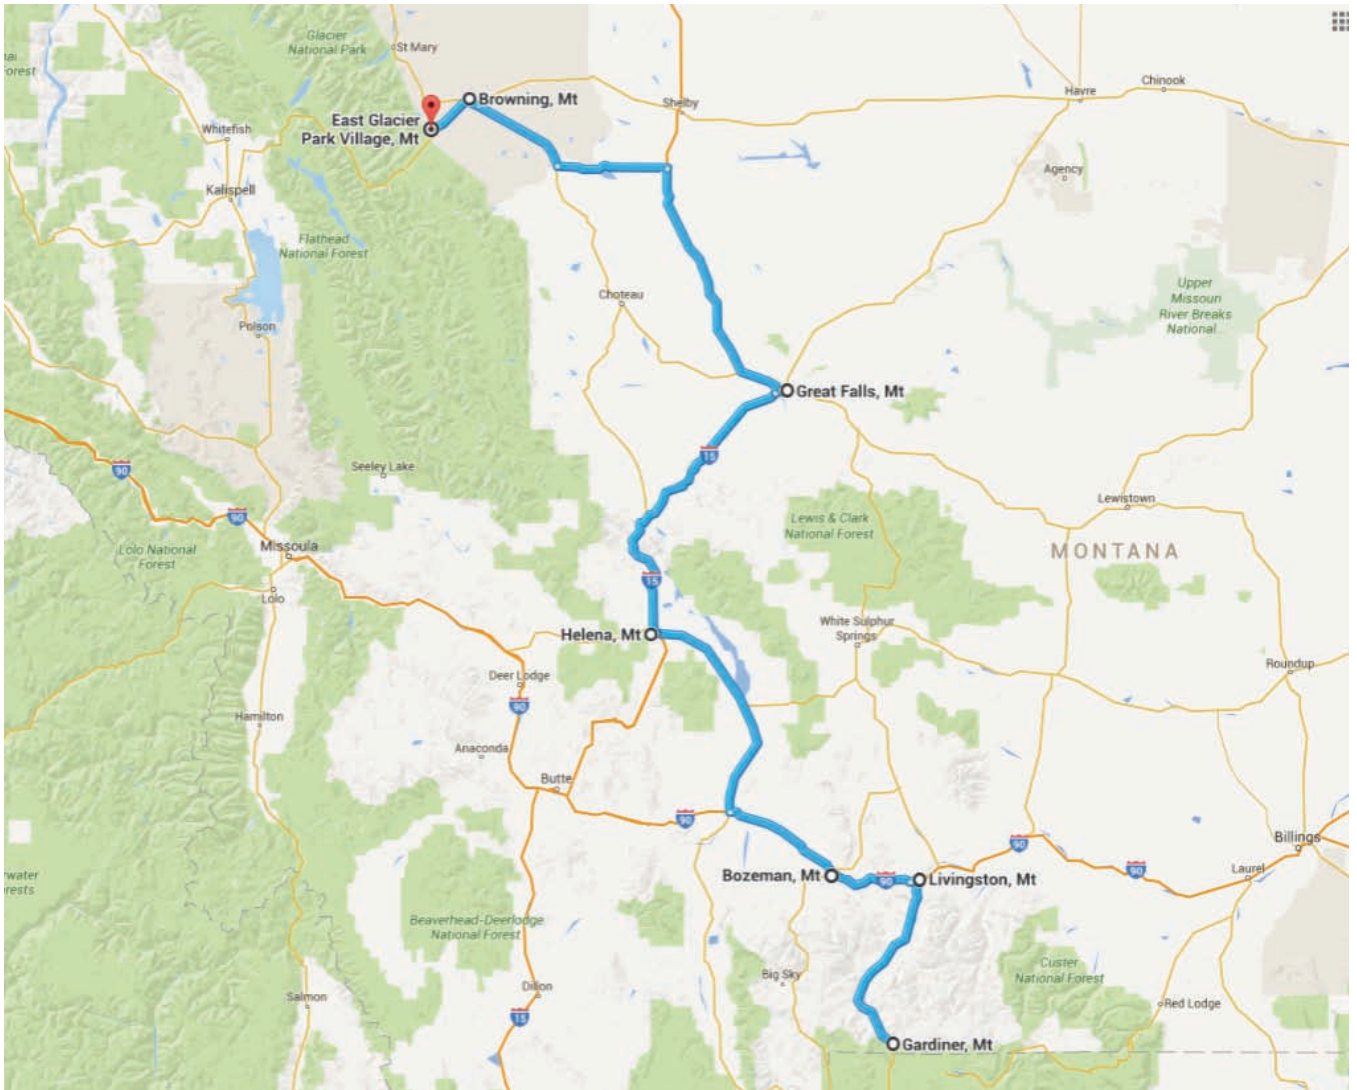 Glacier
National Park
St Mary
nai
Forest
Browning, Mt
East Glacier
Park Village, Mt
Shelby
Havre
Chinook
Whitefish
Kalispell
Agency
Flathead
National Forest
Upper
Missouri
River Breaks
National...
Choteau
Polson
Great Falls, Mt
15
90
Seeley Lake
Lewistown
90
Lewis & Clark
National Forest
MONTANA
Lolo National
Forest
Missoula
15
Lolo
White Sulphur
Springs
Helena, Mt
Roundup
Deer Lodge
90
Hamilton
Anaconda
Butte
90
90
Billings
Bozeman, Mt
90
Livingston, Mt
90
Laurel
rwater
orests
Beaverhead-Deerlodge
National Forest
Big Sky
Custer
National Forest
Salmon
Dillon
15
Red Lodge
Gardiner, Mt